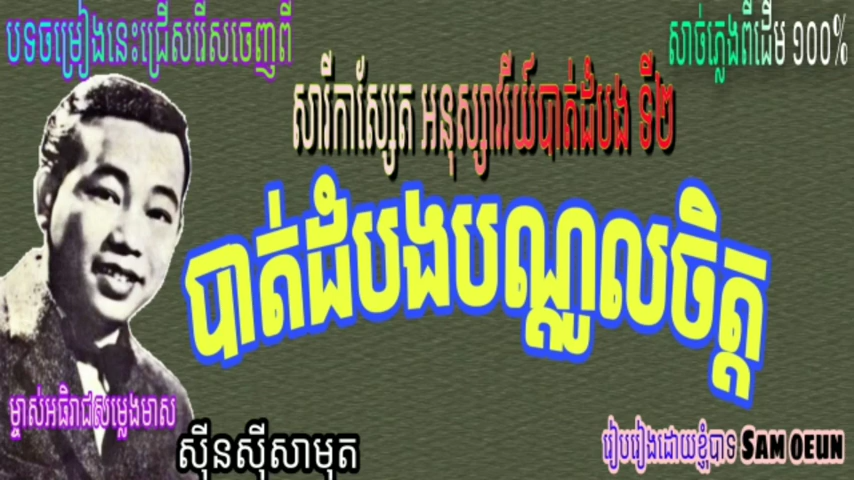 បទចម្រៀងនេះជ្រើសរើសចេញពី
សាច់ភ្លេងពីដើម ១០០%
សារីកាស្សែត អនុស្សាវរីយ៍បាត់ដំបង ទី២
បាត់ដំបងបណ្ដូលចិត្ត
ម្ចាស់អធិរាជសម្លេងមាស
ស៊ីនស៊ីសាមុត
រៀបរៀងដោយខ្ញុំបាទ SAM OEUN